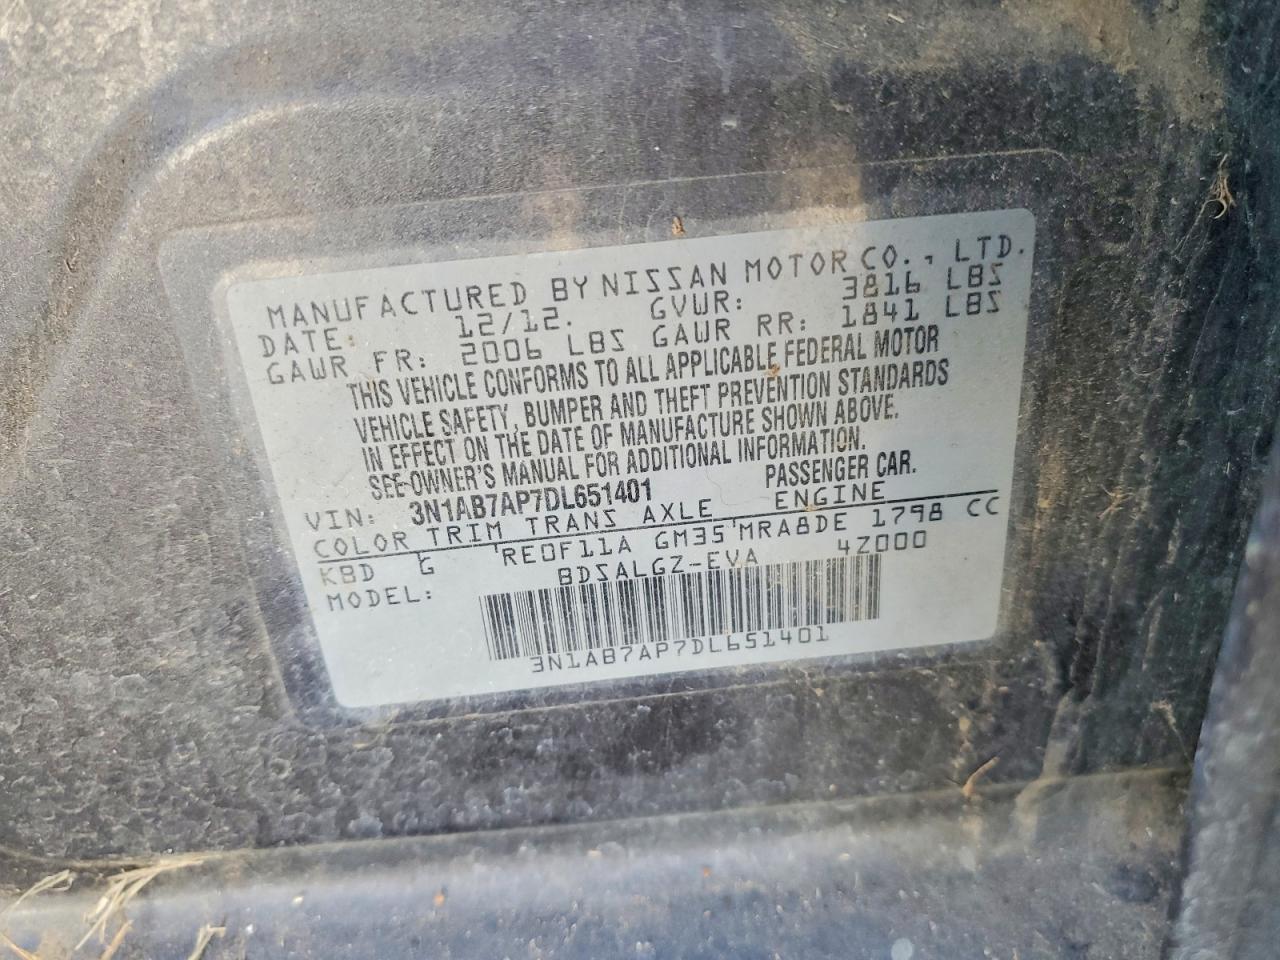 MANUFACTURED BY NISSAN MOTOR CO., LTD.
DATE: 12/12. GVWR: 3816 LBS
GAWR FR: 2006 LBS GAWR RR: 1841 LBS
THIS VEHICLE CONFORMS TO ALL APPLICABLE FEDERAL MOTOR
VEHICLE SAFETY, BUMPER AND THEFT PREVENTION STANDARDS
IN EFFECT ON THE DATE OF MANUFACTURE SHOWN ABOVE.
SEE-OWNER'S MANUAL FOR ADDITIONAL INFORMATION.
VIN: 3N1AB7AP7DL651401 PASSENGER CAR.
COLOR TRIM TRANS AXLE ENGINE
KBD G REOF11A GM35 MRA8DE 1798 CC
MODEL: BDSALGZ-EVA 4Z000
3N1AB7AP7DL651401